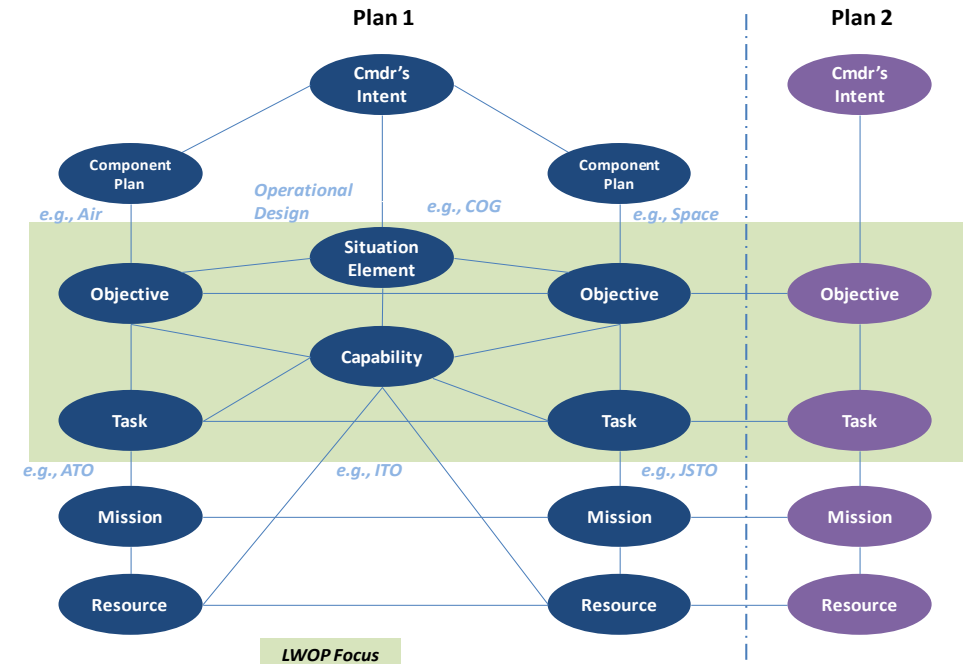 Plan 1
Plan 2
Cmdr's
Intent
Cmdr's
Intent
Component
Plan
Component
Plan
Operational
Design
e.g., Air
e.g., COG
e.g., Space
Situation
Element
Objective
Objective
Objective
Capability
Task
Task
Task
e.g., ATO
e.g., ITO
e.g., JSTO
Mission
Mission
Mission
Resource
Resource
Resource
LWOP Focus